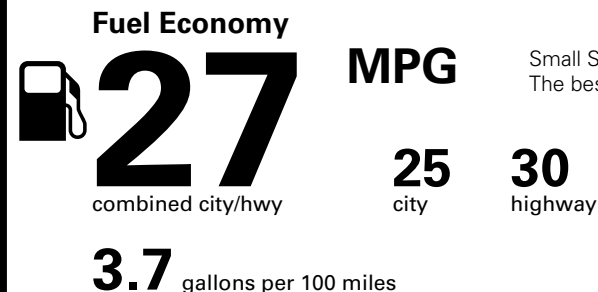 Fuel Economy
27 MPG
Small S
The bes
25 30
combined city/hwy city highway
3.7 gallons per 100 miles